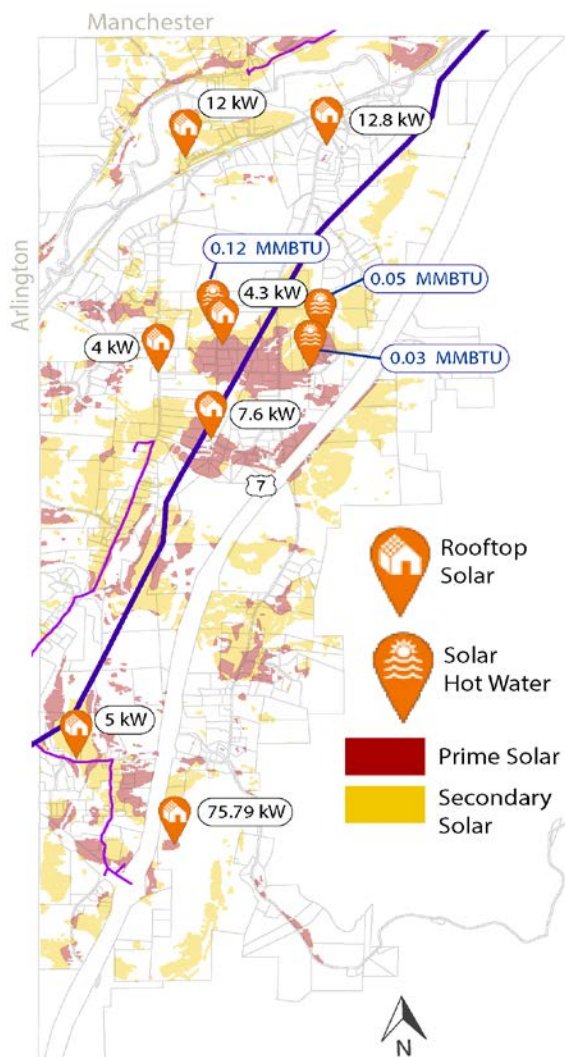 Manchester
12 kW
12.8 kW
Arlington
0.12 MMBTU
0.05 MMBTU
4.3 kW
4 kW
0.03 MMBTU
7.6 kW
7
Rooftop
Solar
Solar
Hot Water
5 kW
Prime Solar
Secondary
Solar
75.79 kW
N